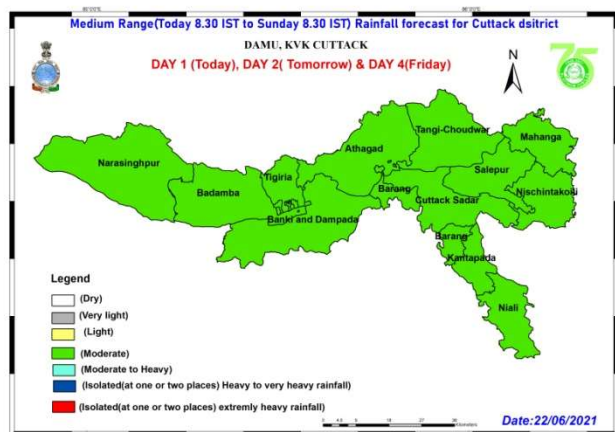 Medium Range(Today 8.30 IST to Sunday 8.30 IST) Rainfall forecast for Cuttack dsitrict
DAMU, KVK CUTTACK
DAY 1 (Today), DAY 2( Tomorrow) & DAY 4(Friday)
N
75
Tangi-Choudwar
Mahanga
Athagad
Narasinghpur
Salepur
Tigiria
Badamba
Barang
Nischintakoili
Cuttack Sadar
Banki and Dampada
Barang
Kantapada
Niali
Legend
(Dry)
(Very light)
(Light)
(Moderate)
(Moderate to Heavy)
(Isolated(at one or two places) Heavy to very heavy rainfall)
(Isolated(at one or two places) extremly heavy rainfall)
Date:22/06/2021